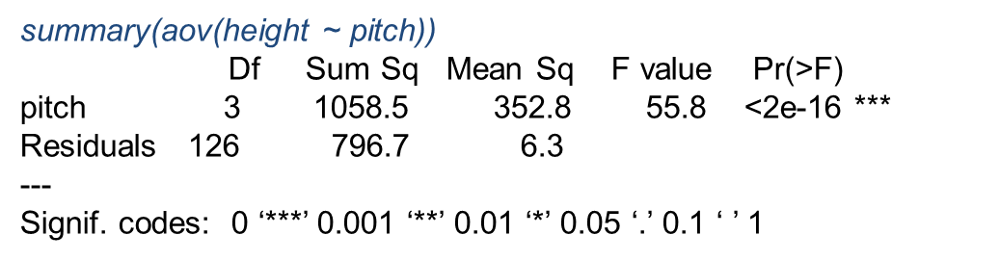 summary(aov(height ~ pitch))
Df Sum Sq Mean Sq F value Pr(>F)
pitch 3 1058.5 352.8 55.8 <2e-16 ***
Residuals 126 796.7 6.3
---
Signif. codes: 0 ‘***’ 0.001 ‘**’ 0.01 ‘*’ 0.05 ‘.’ 0.1 ‘ ’ 1